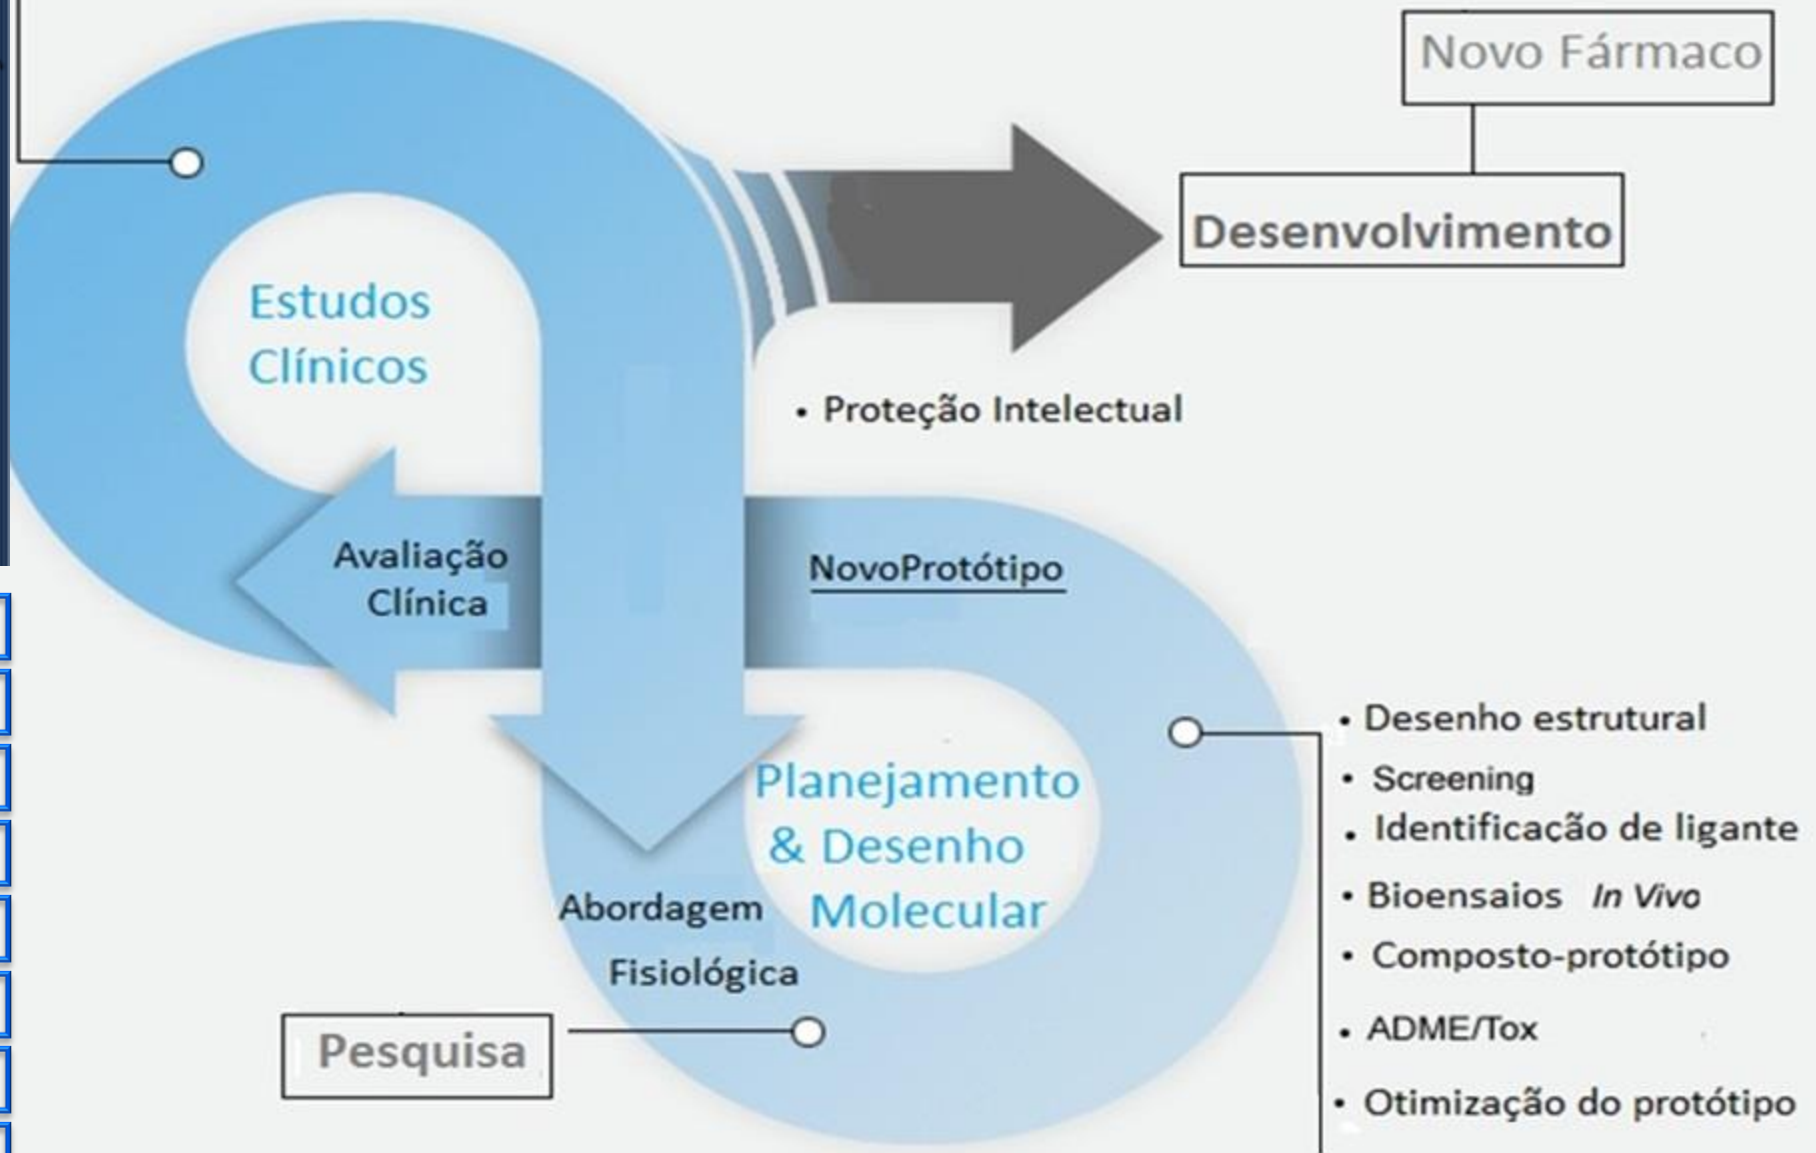 Novo Fármaco
Desenvolvimento
Estudos
Clínicos
• Proteção Intelectual
Avaliação
Clínica
NovoProtótipo
Planejamento
& Desenho
Molecular
Abordagem
Fisiológica
Pesquisa
• Desenho estrutural
• Screening
• Identificação de ligante
• Bioensaios In Vivo
• Composto-protótipo
• ADME/Tox
• Otimização do protótipo